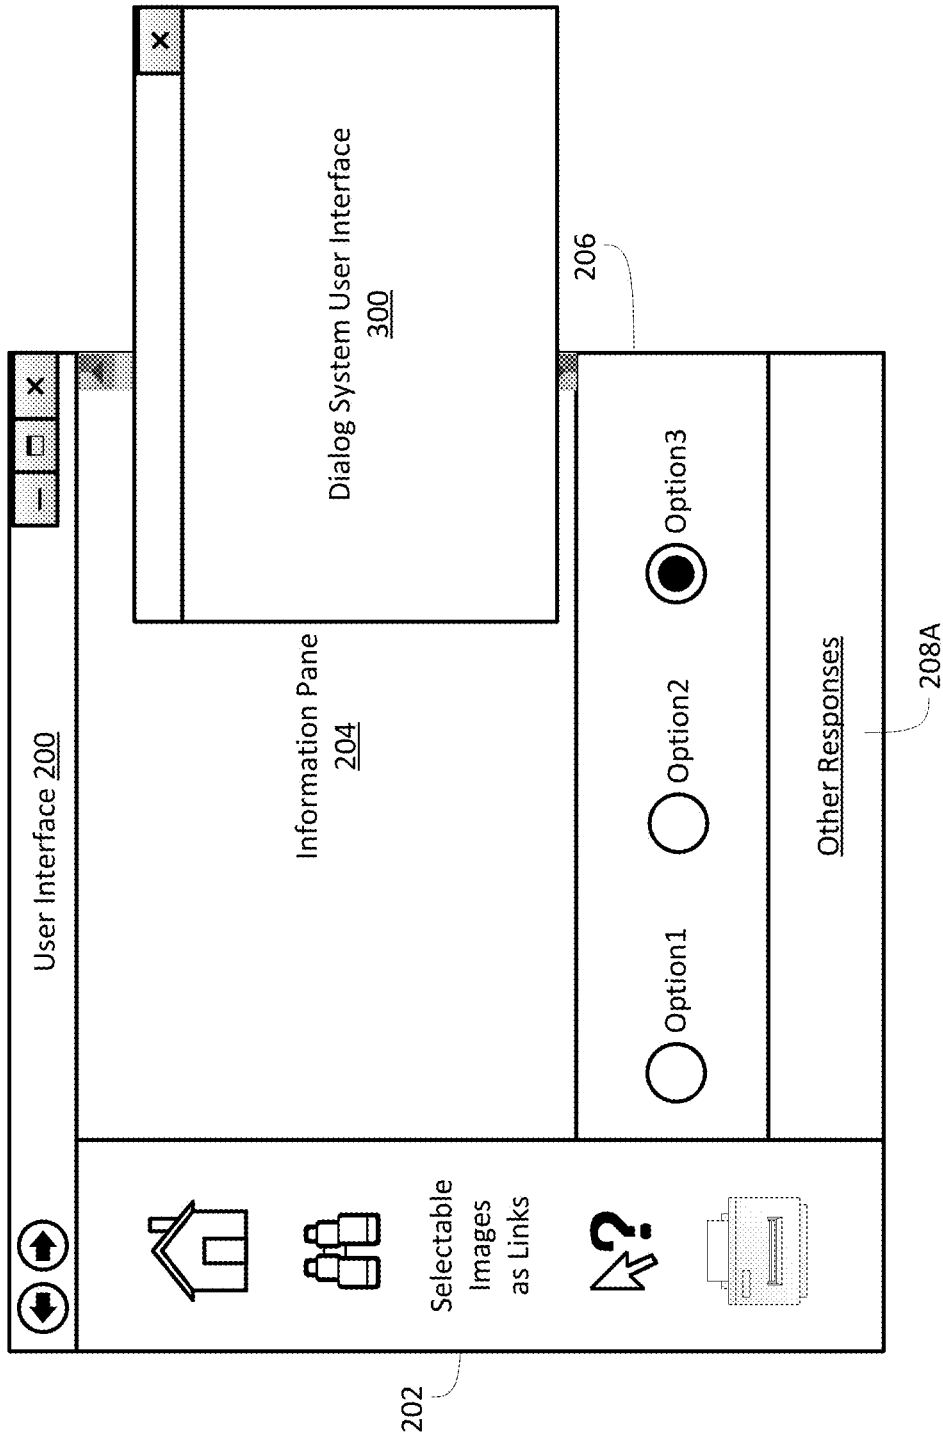 User Interface 200
Dialog System User Interface
300
Information Pane
204
Selectable
Images
as Links
Option1
Option2
Option3
Other Responses
202
206
208A